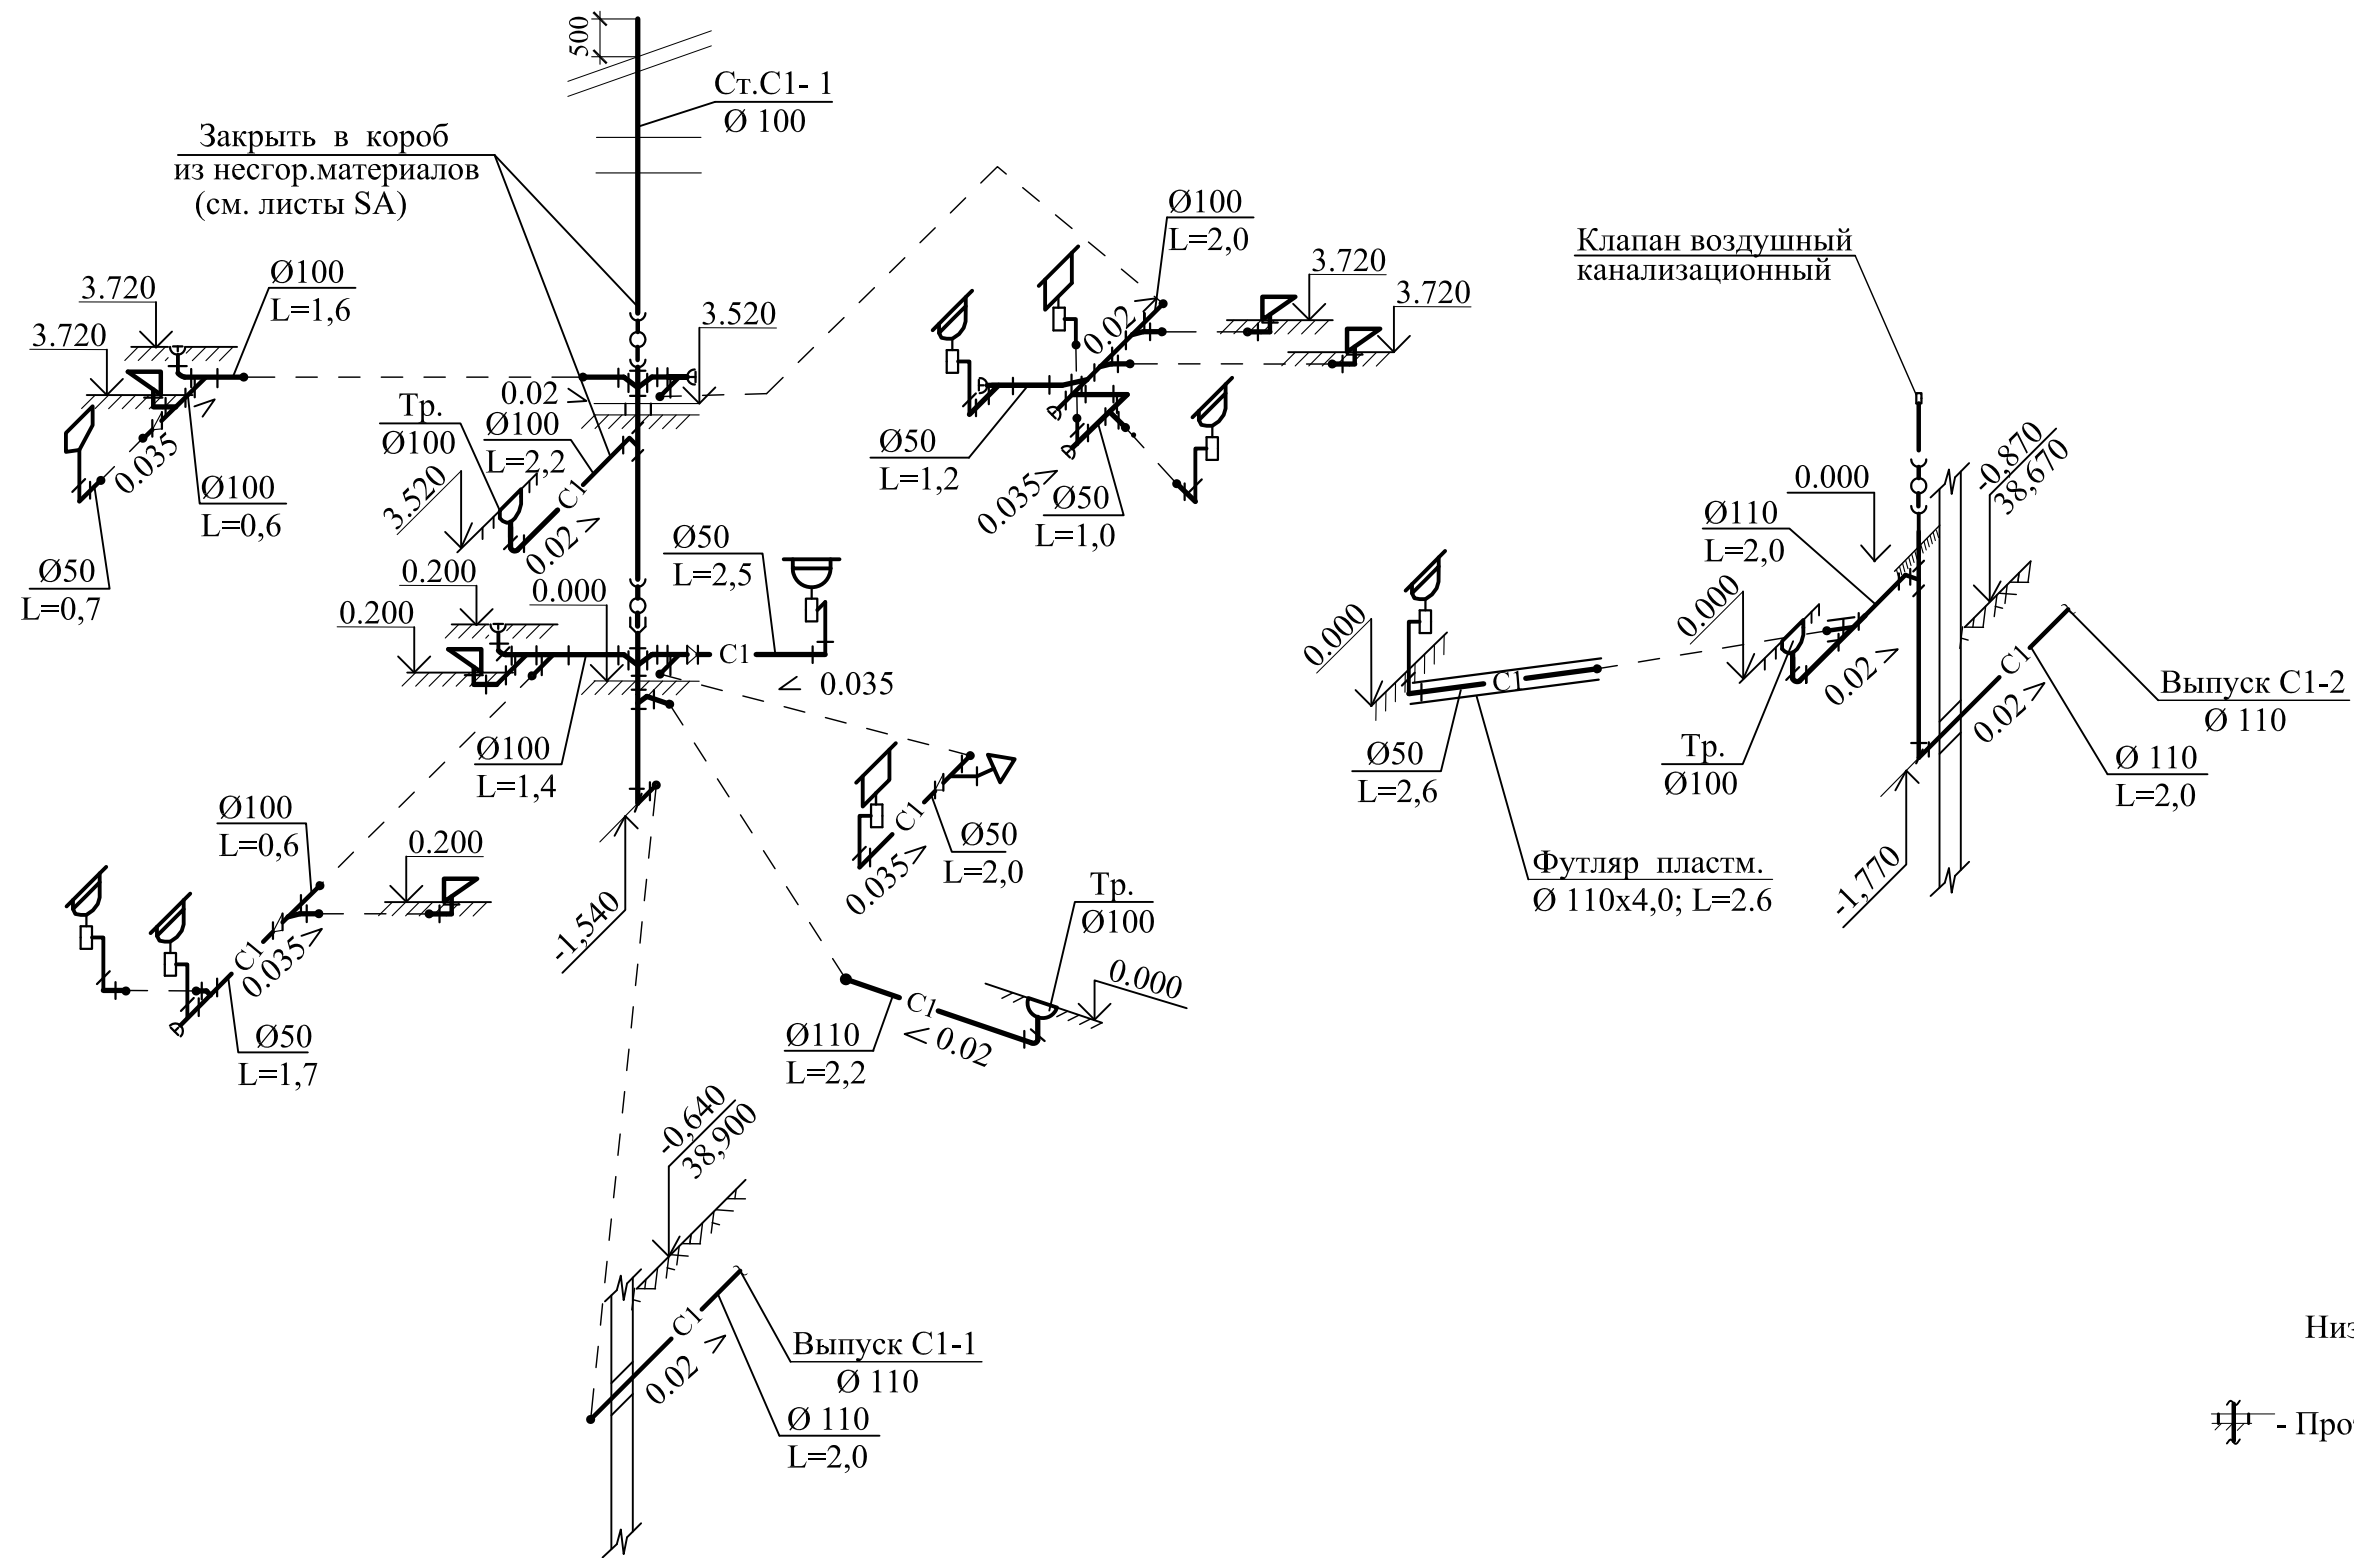 500
Ст.С1- 1
Ø 100
Закрыть в короб
из несгор.материалов
(см. листы SA)
Ø100
L=2,0
Клапан воздушный
канализационный
3.720
3.720
Ø100
L=1,6
3.720
3.720
3.520
0.02
0.02
Тр.
Ø100
Ø100
L=2,2
3.520
С1
0.02
0.035
Ø100
L=0,6
Ø50
L=0,7
Ø50
L=1,2
0.035
Ø50
L=1,0
0.000
-0,870
38,670
Ø110
L=2,0
0.200
0.000
0.200
Ø50
L=2,5
С1
0.035
0.000
0.000
С1
0.02
С1
0.02
Выпуск С1-2
Ø 110
Ø 110
L=2,0
Ø50
L=2,6
Тр.
Ø100
Футляр пластм.
Ø 110х4,0; L=2.6
-1,770
Ø100
L=1,4
Ø100
L=0,6
0.200
С1
0.035
Ø50
L=2,0
-1,540
С1
0.035
Ø50
L=1,7
Тр.
Ø100
0.000
С1
0.02
Ø110
L=2,2
-0,640
38,900
С1
0.02
Выпуск С1-1
Ø 110
Ø 110
L=2,0
Низ
- Про